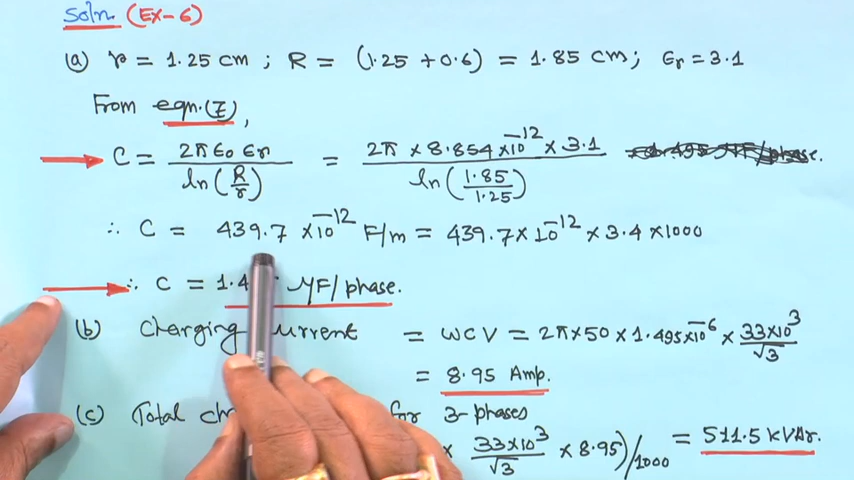 Soln. (EX-6)
(a) r = 1.25 cm ; R = (1.25 + 0.6) = 1.85 cm; ϵr = 3.1
From eqn.(Z),
C = 2π ϵ0 ϵr / ln(R/r) = 2π × 8.854 × 10^-12 × 3.1 / ln(1.85/1.25)
∴ C = 439.7 × 10^-12 F/m = 439.7 × 10^-12 × 3.4 × 1000
∴ C = 1.4 μF/phase.
(b) Charging current = ωCV = 2π×50×1.495×10^-6 × 33×10^3/√3
= 8.95 Amp.
(c) Total for 3-phases
× 33×10^3/√3 × 8.95)/1000 = 511.5 kVAr.